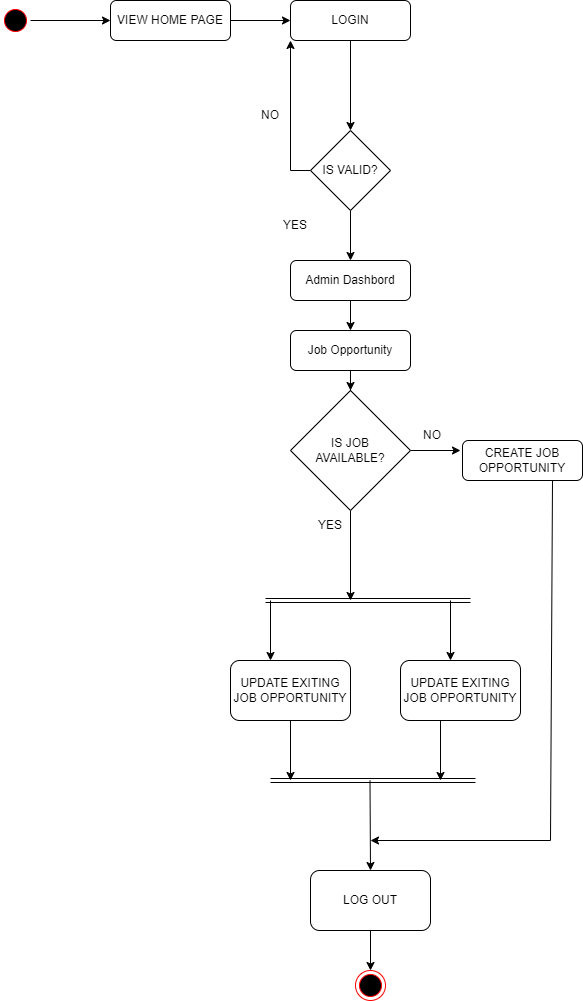 VIEW HOME PAGE
LOGIN
NO
IS VALID?
YES
Admin Dashbord
Job Opportunity
IS JOB
AVAILABLE?
NO
CREATE JOB
OPPORTUNITY
YES
UPDATE EXITING
JOB OPPORTUNITY
UPDATE EXITING
JOB OPPORTUNITY
LOG OUT